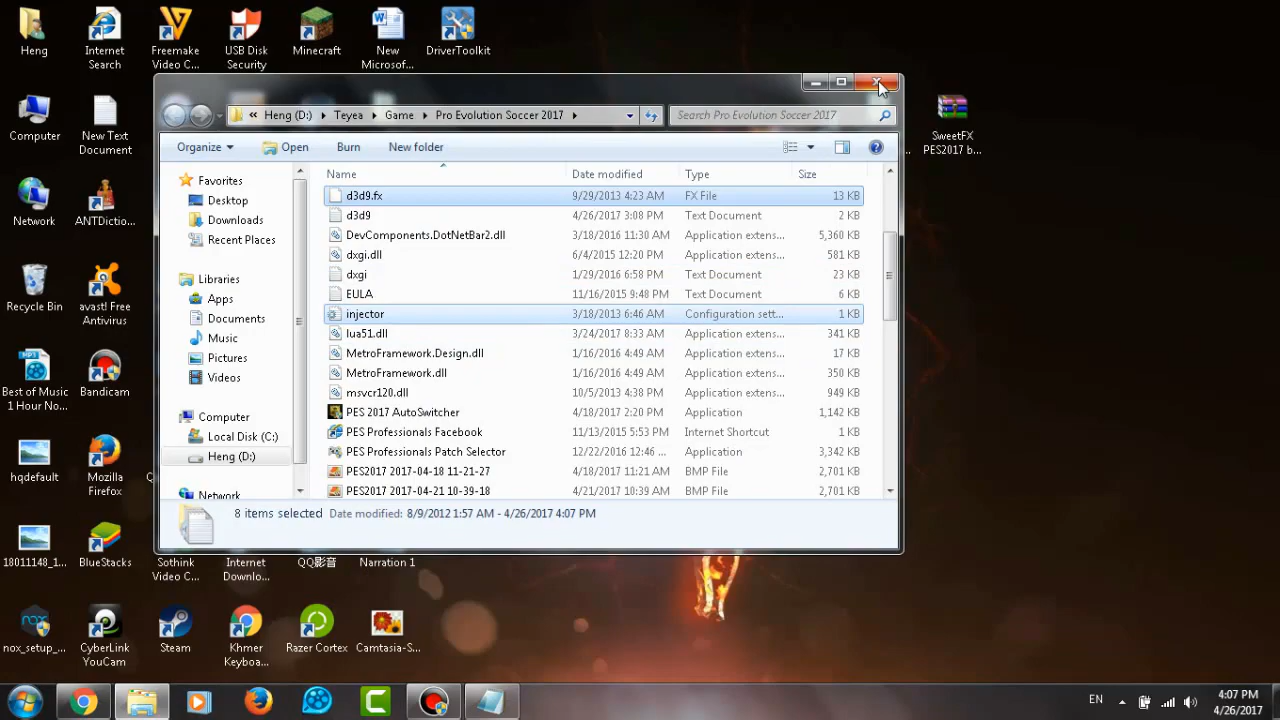 Heng
Internet
Search
Freemake
Video C...
USB Disk
Security
Minecraft
New
Microsof...
DriverToolkit
Computer
New Text
Document
Network
ANTDictio...
Recycle Bin
avast! Free
Antivirus
Best of Music
1 Hour No...
Bandicam
hqdefault
Mozilla
Firefox
18011148_1...
BlueStacks
Sothink
Video C...
Internet
Downlo...
QQ影音
Narration 1
nox_setup_...
CyberLink
YouCam
Steam
Khmer
Keyboa...
Razer Cortex
Camtasia-S...
SweetFX
PES2017 b...
« Heng (D:) Teyea Game Pro Evolution Soccer 2017
Search Pro Evolution Soccer 2017
Organize Open Burn New folder
Favorites
Desktop
Downloads
Recent Places
Libraries
Apps
Documents
Music
Pictures
Videos
Computer
Local Disk (C:)
Heng (D:)
Network
Name Date modified Type Size
d3d9.fx 9/29/2013 4:23 AM FX File 13 KB
d3d9 4/26/2017 3:08 PM Text Document 2 KB
DevComponents.DotNetBar2.dll 3/18/2016 11:30 AM Application extens... 5,360 KB
dxgi.dll 6/4/2015 12:20 PM Application extens... 581 KB
dxgi 1/29/2016 6:58 PM Text Document 23 KB
EULA 11/16/2015 9:48 PM Text Document 6 KB
injector 3/18/2013 6:46 AM Configuration sett... 1 KB
lua51.dll 3/24/2017 8:33 AM Application extens... 341 KB
MetroFramework.Design.dll 1/16/2016 4:49 AM Application extens... 17 KB
MetroFramework.dll 1/16/2016 4:49 AM Application extens... 350 KB
msvcr120.dll 10/5/2013 4:38 AM Application extens... 949 KB
PES 2017 AutoSwitcher 4/18/2017 2:20 PM Application 1,142 KB
PES Professionals Facebook 11/13/2015 5:53 PM Internet Shortcut 1 KB
PES Professionals Patch Selector 12/22/2016 12:46 ... Application 3,342 KB
PES2017 2017-04-18 11-21-27 4/18/2017 11:21 AM BMP File 2,701 KB
PES2017 2017-04-21 10-39-18 4/21/2017 10:39 AM BMP File 2,701 KB
8 items selected Date modified: 8/9/2012 1:57 AM - 4/26/2017 4:07 PM
EN
4:07 PM
4/26/2017